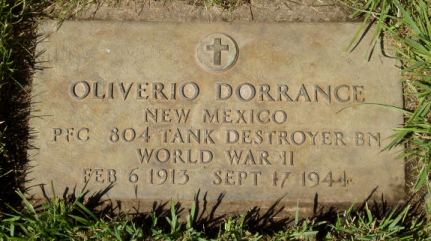 OLIVERIO DORRANCE
NEW MEXICO
PFC 804 TANK DESTROYER BN
WORLD WAR II
FEB 6 1913 SEPT 17 1944